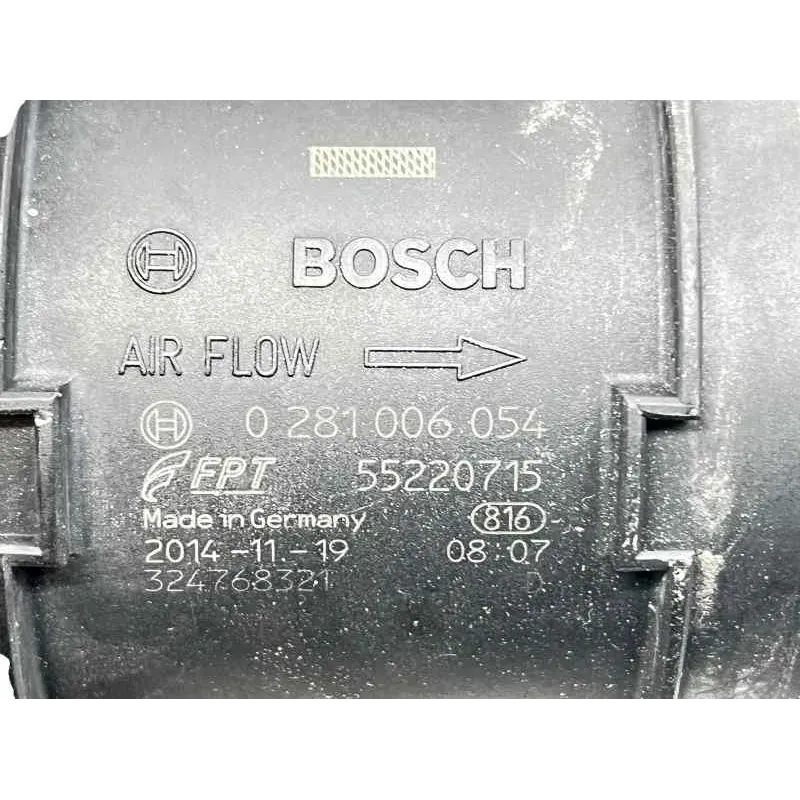 BOSCH
AIR FLOW
0 281 006 054
FPT 55220715
Made in Germany 816
2014-11-19 08:07
324768321 D